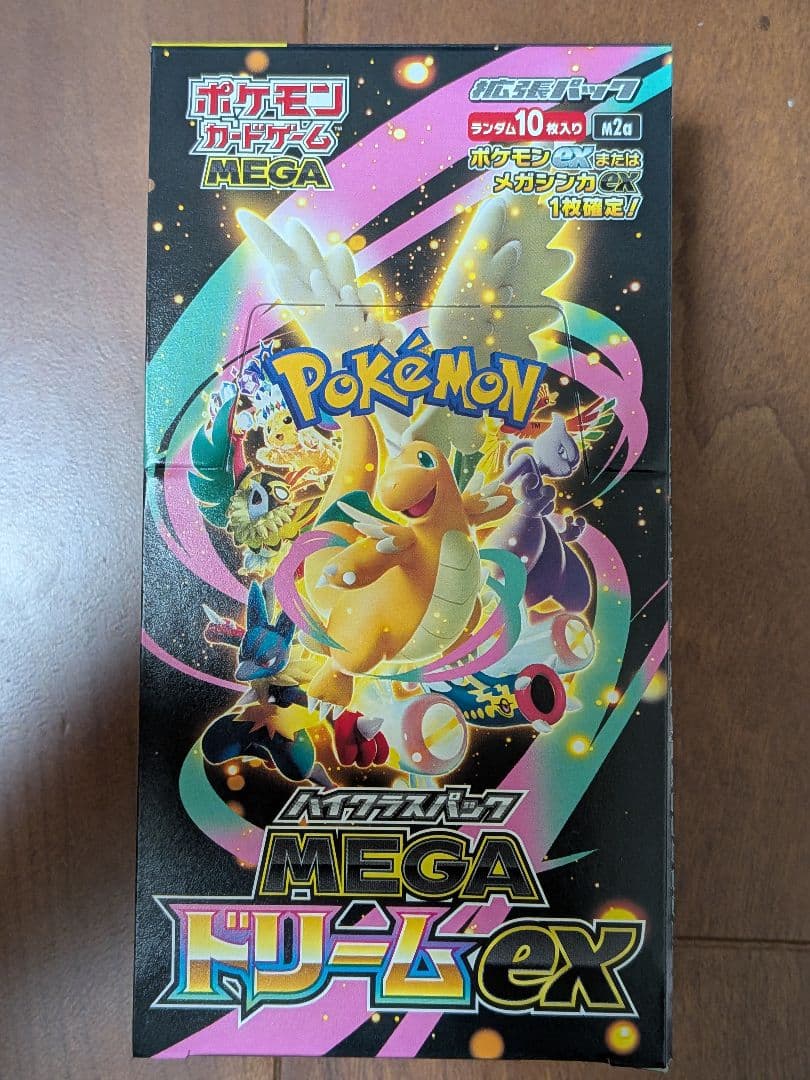 ポケモン
カードゲーム™
MEGA
拡張パック
ランダム10枚入り M2a
ポケモンexまたは
メガシンカex
1枚確定!
POKéMON™
ハイクラスパック
MEGA
ドリームex